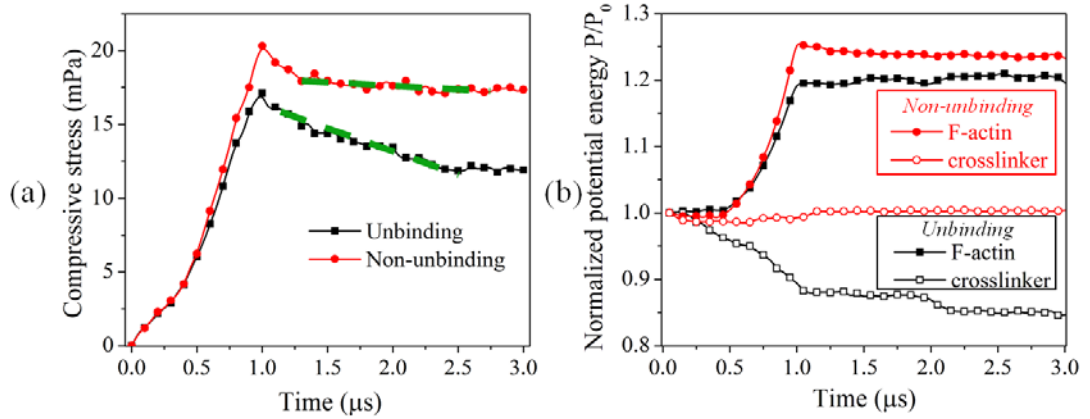 (a)
Compressive stress (mPa)
20
15
10
5
0
Unbinding
Non-unbinding
0.0 0.5 1.0 1.5 2.0 2.5 3.0
Time (μs)
(b)
Normalized potential energy P/P₀
1.3
1.2
1.1
1.0
0.9
0.8
Non-unbinding
F-actin
crosslinker
Unbinding
F-actin
crosslinker
0.0 0.5 1.0 1.5 2.0 2.5 3.0
Time (μs)